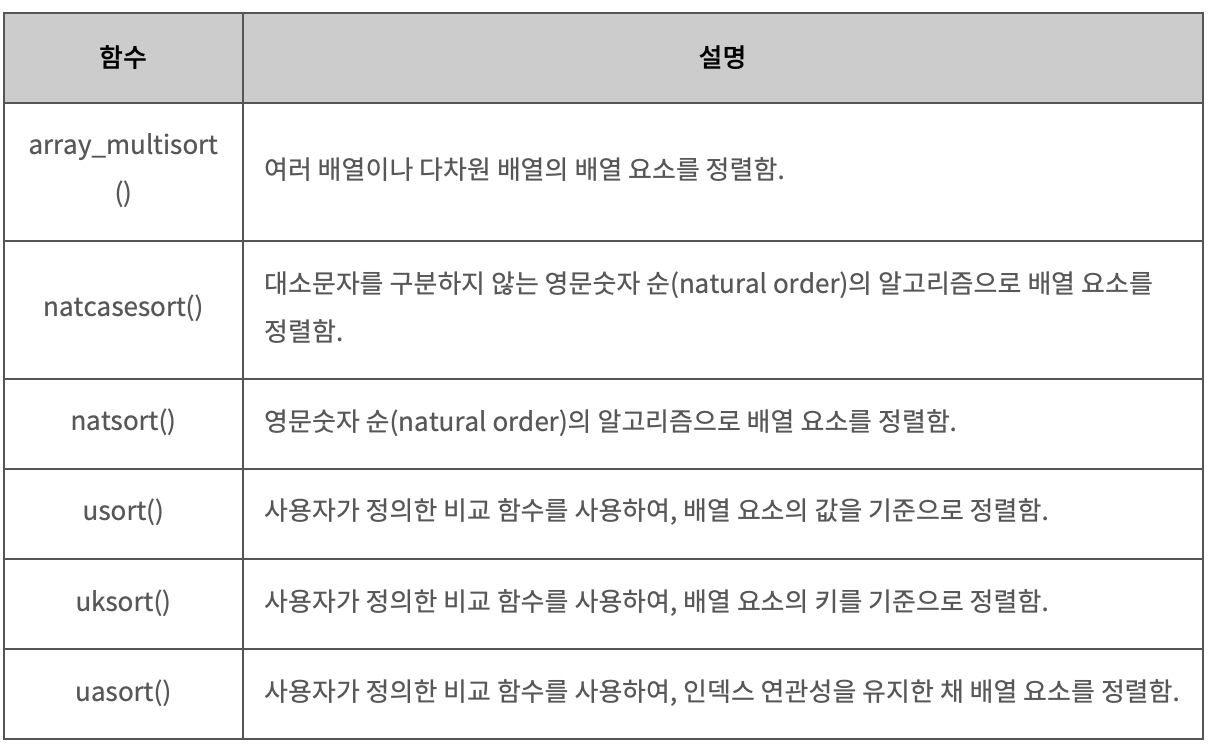 함수 설명
array_multisort
()
여러 배열이나 다차원 배열의 배열 요소를 정렬함.
natcasesort()
대소문자를 구분하지 않는 영문숫자 순(natural order)의 알고리즘으로 배열 요소를
정렬함.
natsort()
영문숫자 순(natural order)의 알고리즘으로 배열 요소를 정렬함.
usort()
사용자가 정의한 비교 함수를 사용하여, 배열 요소의 값을 기준으로 정렬함.
uksort()
사용자가 정의한 비교 함수를 사용하여, 배열 요소의 키를 기준으로 정렬함.
uasort()
사용자가 정의한 비교 함수를 사용하여, 인덱스 연관성을 유지한 채 배열 요소를 정렬함.